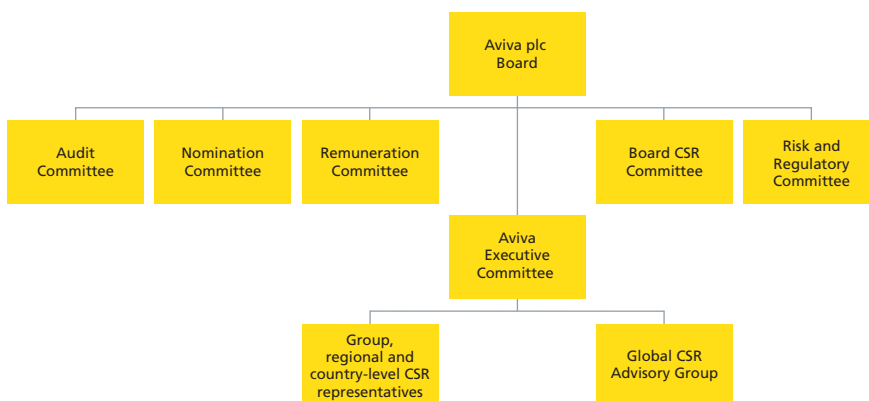 Aviva plc
Board
Audit
Committee
Nomination
Committee
Remuneration
Committee
Board CSR
Committee
Risk and
Regulatory
Committee
Aviva
Executive
Committee
Group,
regional and
country-level CSR
representatives
Global CSR
Advisory Group